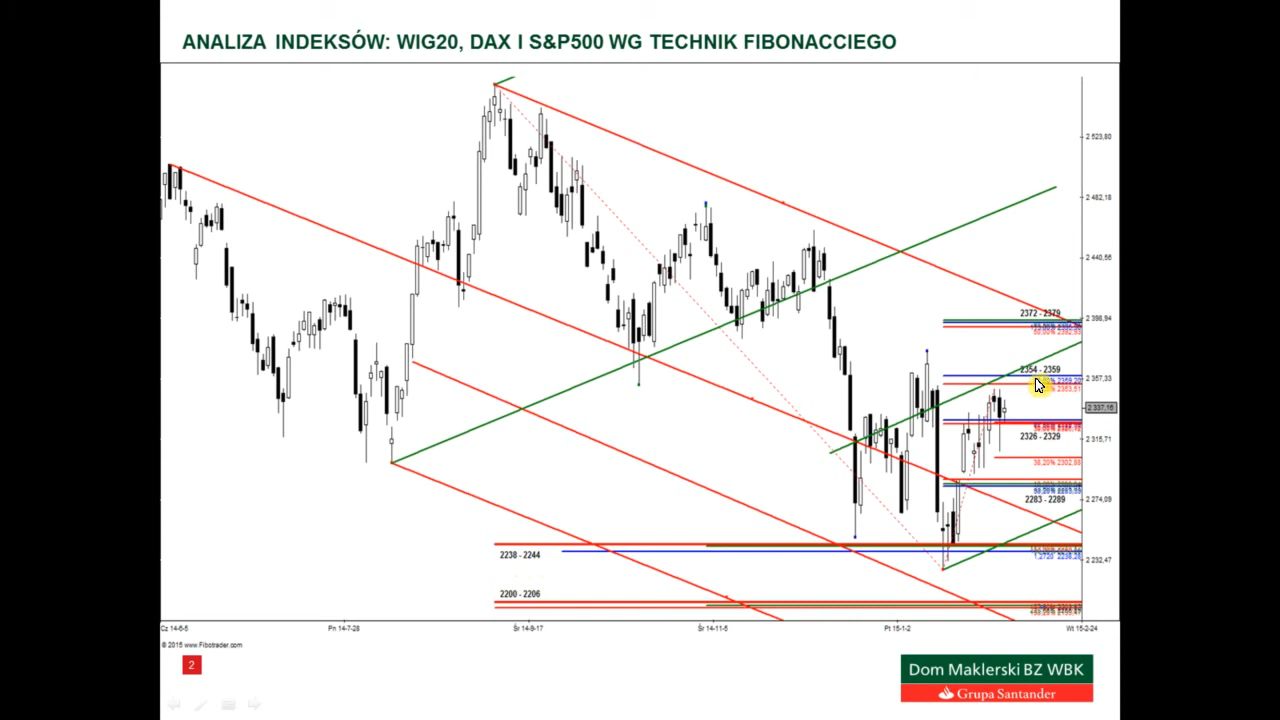 ANALIZA INDEKSÓW: WIG20, DAX I S&P500 WG TECHNIK FIBONACCIEGO
2 523,80
2 482,18
2 440,56
2 398,94
2 357,33
2 337,16
2 315,71
2 274,09
2 232,47
2372 - 2379
2354 - 2359
2326 - 2329
38,20% 2302,88
2283 - 2289
2238 - 2244
2200 - 2206
Cz 14-6-5
Pn 14-7-28
Śr 14-9-17
Śr 14-11-5
Pt 15-1-2
Wt 15-2-24
© 2015 www.Fibotrader.com
2
Dom Maklerski BZ WBK
Grupa Santander